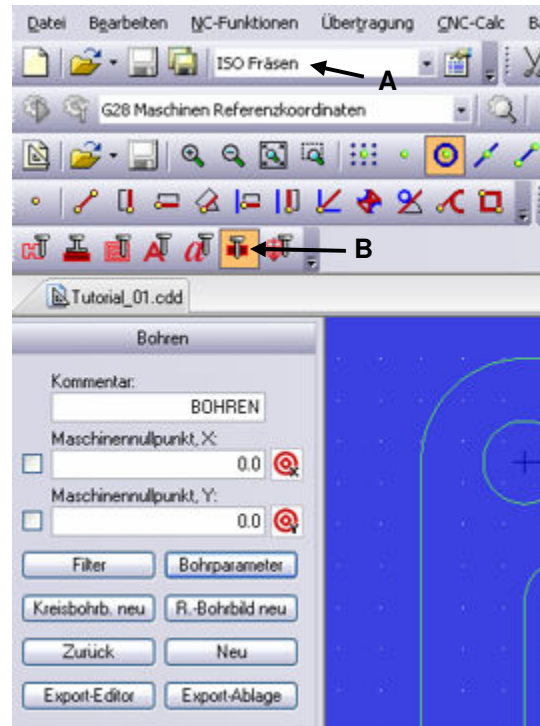 Datei Bearbeiten NC-Funktionen Übertragung CNC-Calc
ISO Fräsen
A
G28 Maschinen Referenzkoordinaten
B
Tutorial_01.cdd
Bohren
Kommentar:
BOHREN
Maschinennullpunkt, X:
0.0
Maschinennullpunkt, Y:
0.0
Filter Bohrparameter
Kreisbohrb. neu R.-Bohrbild neu
Zurück Neu
Export-Editor Export-Ablage